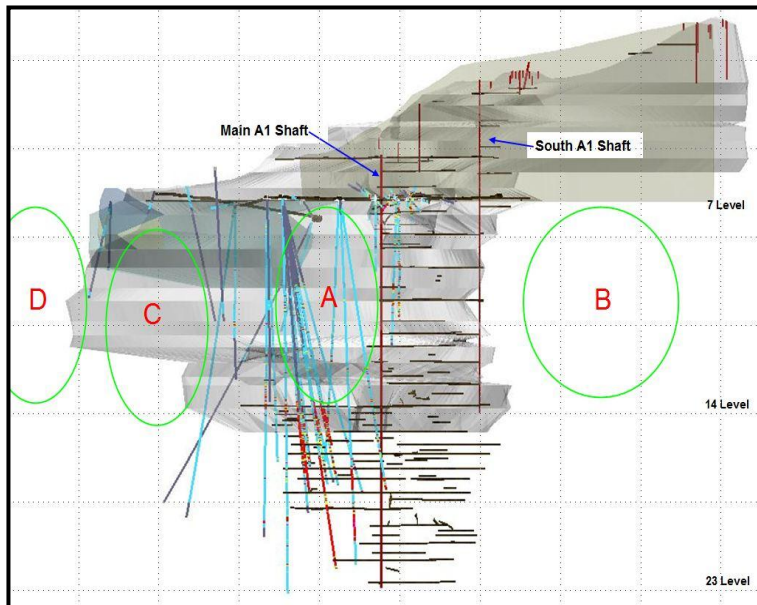 Main A1 Shaft
South A1 Shaft
7 Level
D
C
A
B
14 Level
23 Level